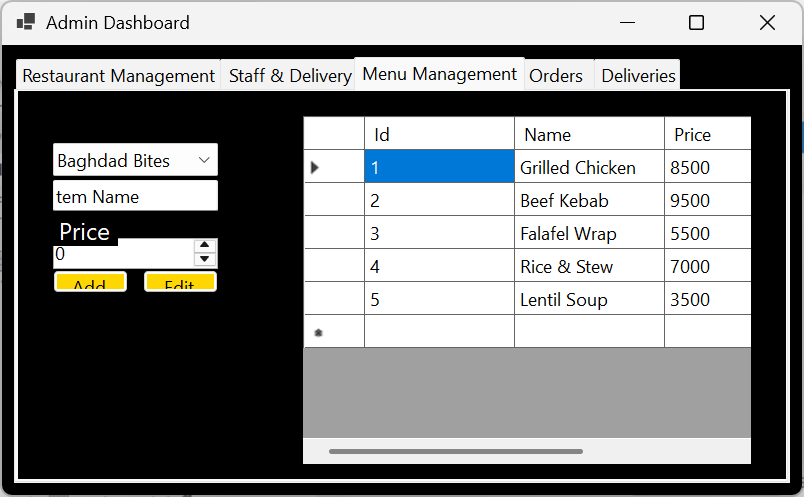 Admin Dashboard
Restaurant Management Staff & Delivery Menu Management Orders Deliveries
Baghdad Bites
tem Name
Price
0
Add Edit
Id Name Price
1 Grilled Chicken 8500
2 Beef Kebab 9500
3 Falafel Wrap 5500
4 Rice & Stew 7000
5 Lentil Soup 3500